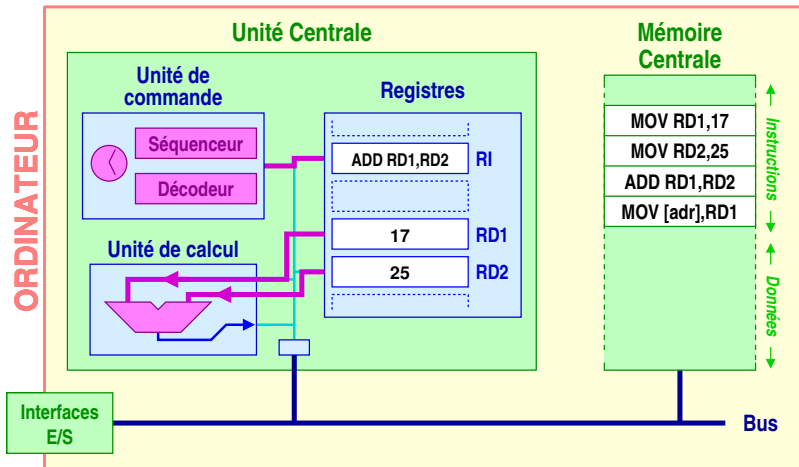 ORDINATEUR
Unité Centrale
Unité de
commande
Séquenceur
Décodeur
Unité de calcul
Registres
ADD RD1,RD2
RI
17
RD1
25
RD2
Mémoire
Centrale
MOV RD1,17
MOV RD2,25
ADD RD1,RD2
MOV [adr],RD1
Instructions
Données
Interfaces
E/S
Bus